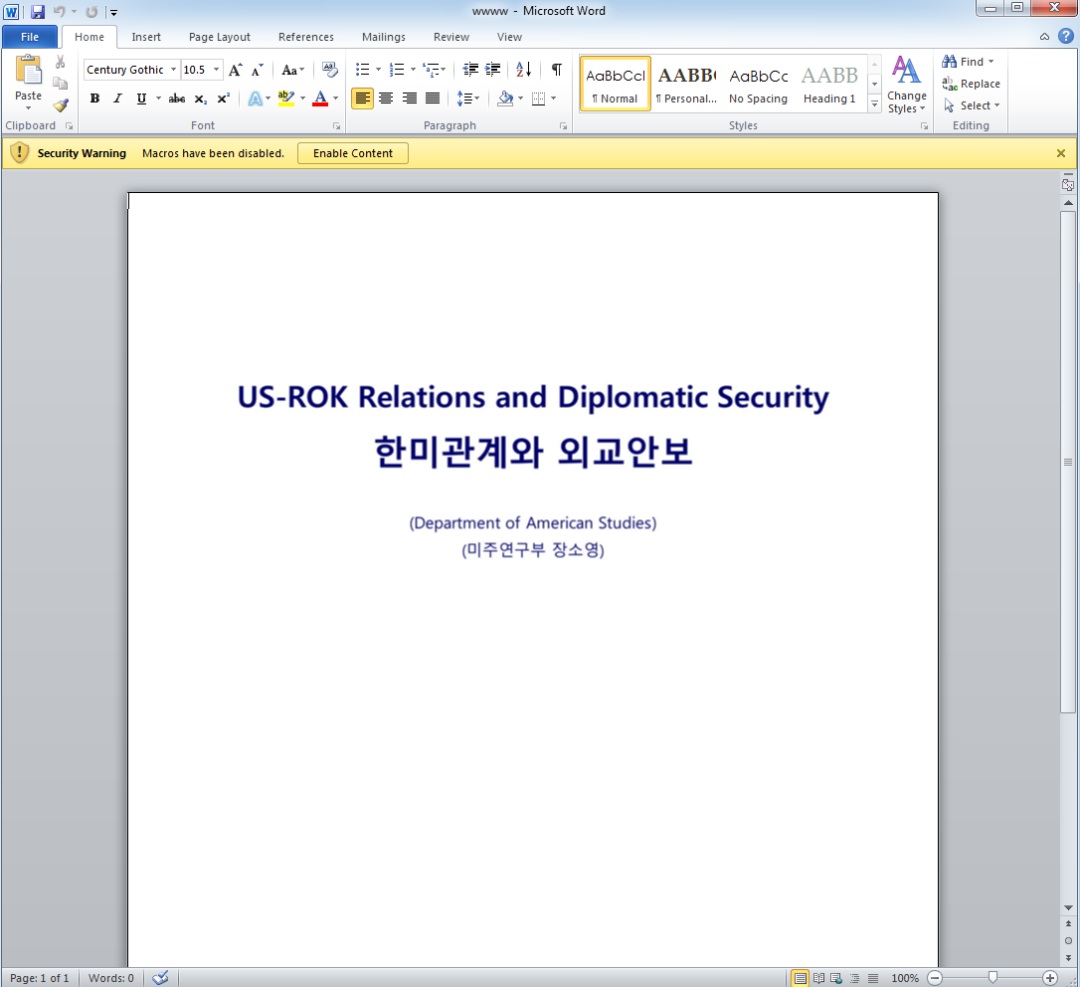 wwww - Microsoft Word
File Home Insert Page Layout References Mailings Review View
Paste
Century Gothic 10.5
Aa
B I U abc x₂ x²
A A
AaBbCcI AABB( AaBbCc AABB
¶ Normal ¶ Personal... No Spacing Heading 1
Change Styles
Find
Replace
Select
Clipboard Font Paragraph Styles Editing
Security Warning Macros have been disabled. Enable Content
US-ROK Relations and Diplomatic Security
한미관계와 외교안보
(Department of American Studies)
(미주연구부 장소영)
Page: 1 of 1 Words: 0 100%